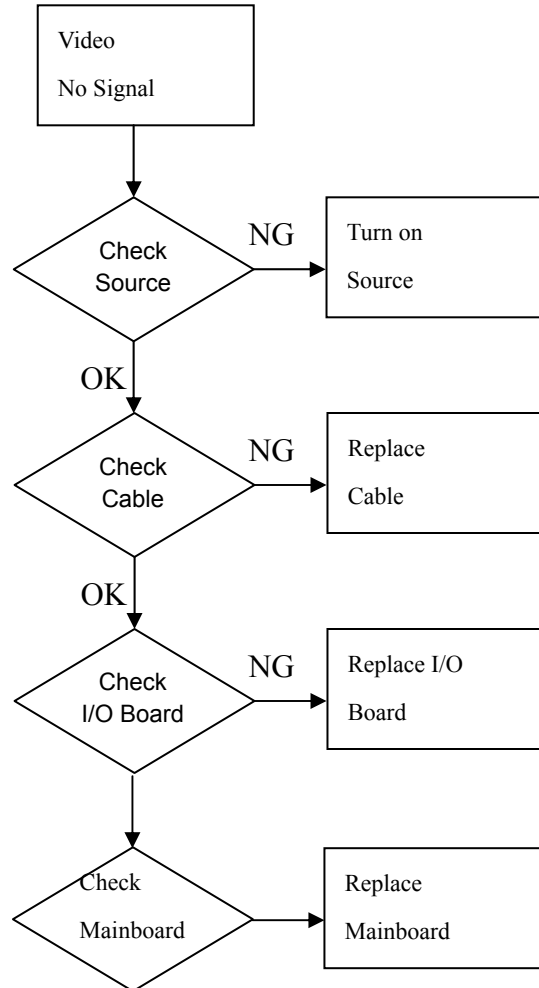 Video
No Signal
Check
Source
NG
Turn on
Source
OK
Check
Cable
NG
Replace
Cable
OK
Check
I/O Board
NG
Replace I/O
Board
Check
Mainboard
Replace
Mainboard